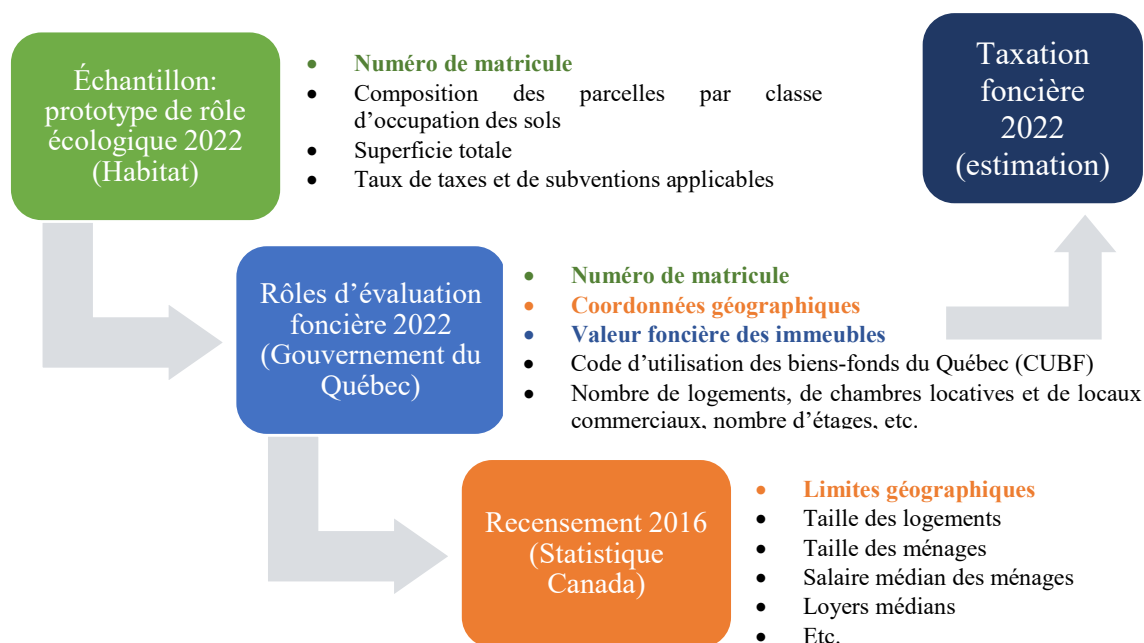 Échantillon:
prototype de rôle
écologique 2022
(Habitat)
• Numéro de matricule
• Composition des parcelles par classe
d’occupation des sols
• Superficie totale
• Taux de taxes et de subventions applicables
Taxation
foncière
2022
(estimation)
Rôles d’évaluation
foncière 2022
(Gouvernement du
Québec)
• Numéro de matricule
• Coordonnées géographiques
• Valeur foncière des immeubles
• Code d’utilisation des biens-fonds du Québec (CUBF)
• Nombre de logements, de chambres locatives et de locaux
commerciaux, nombre d’étages, etc.
Recensement 2016
(Statistique
Canada)
• Limites géographiques
• Taille des logements
• Taille des ménages
• Salaire médian des ménages
• Loyers médians
• Etc.